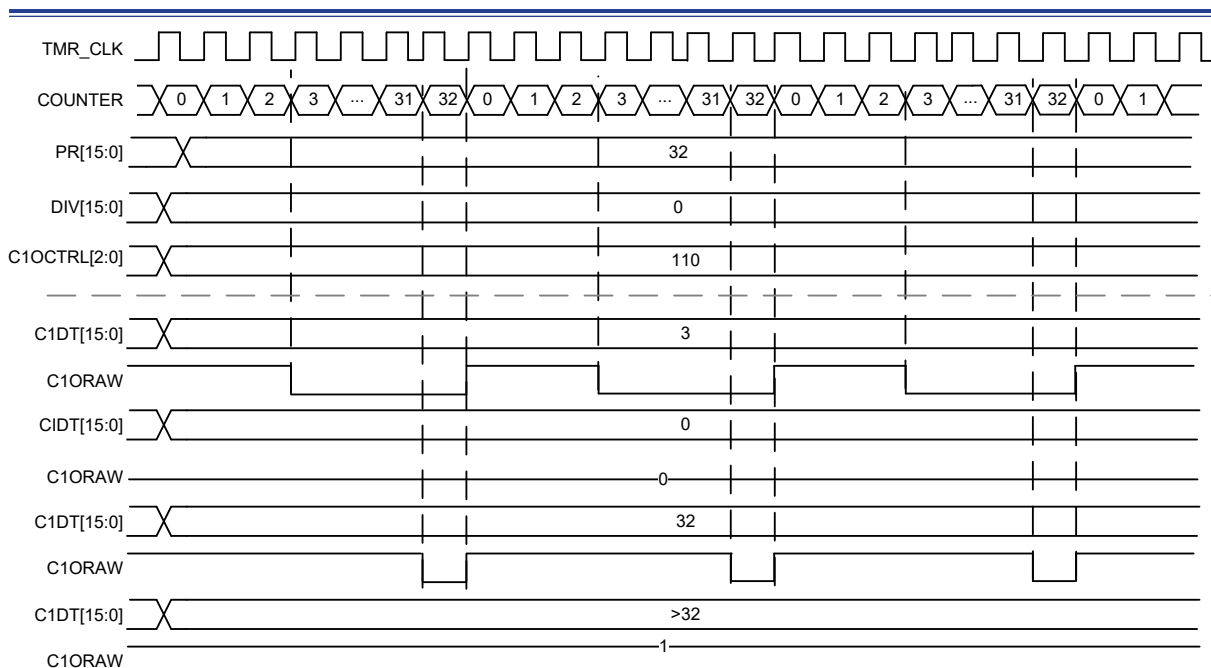 TMR_CLK
COUNTER 0 1 2 3 ... 31 32 0 1 2 3 ... 31 32 0 1 2 3 ... 31 32 0 1
PR[15:0] 32
DIV[15:0] 0
C1OCTRL[2:0] 110
C1DT[15:0] 3
C1ORAW
CIDT[15:0] 0
C1ORAW 0
C1DT[15:0] 32
C1ORAW
C1DT[15:0] >32
C1ORAW 1